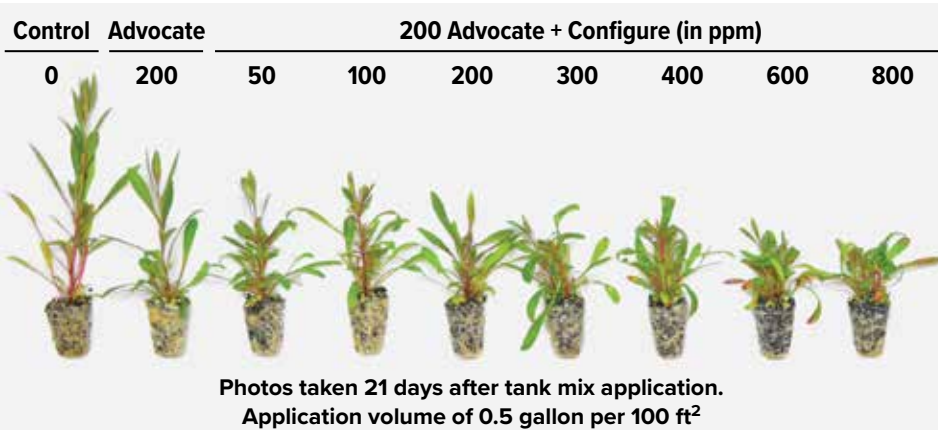 Control Advocate 200 Advocate + Configure (in ppm)
0 200 50 100 200 300 400 600 800
Photos taken 21 days after tank mix application.
Application volume of 0.5 gallon per 100 ft²